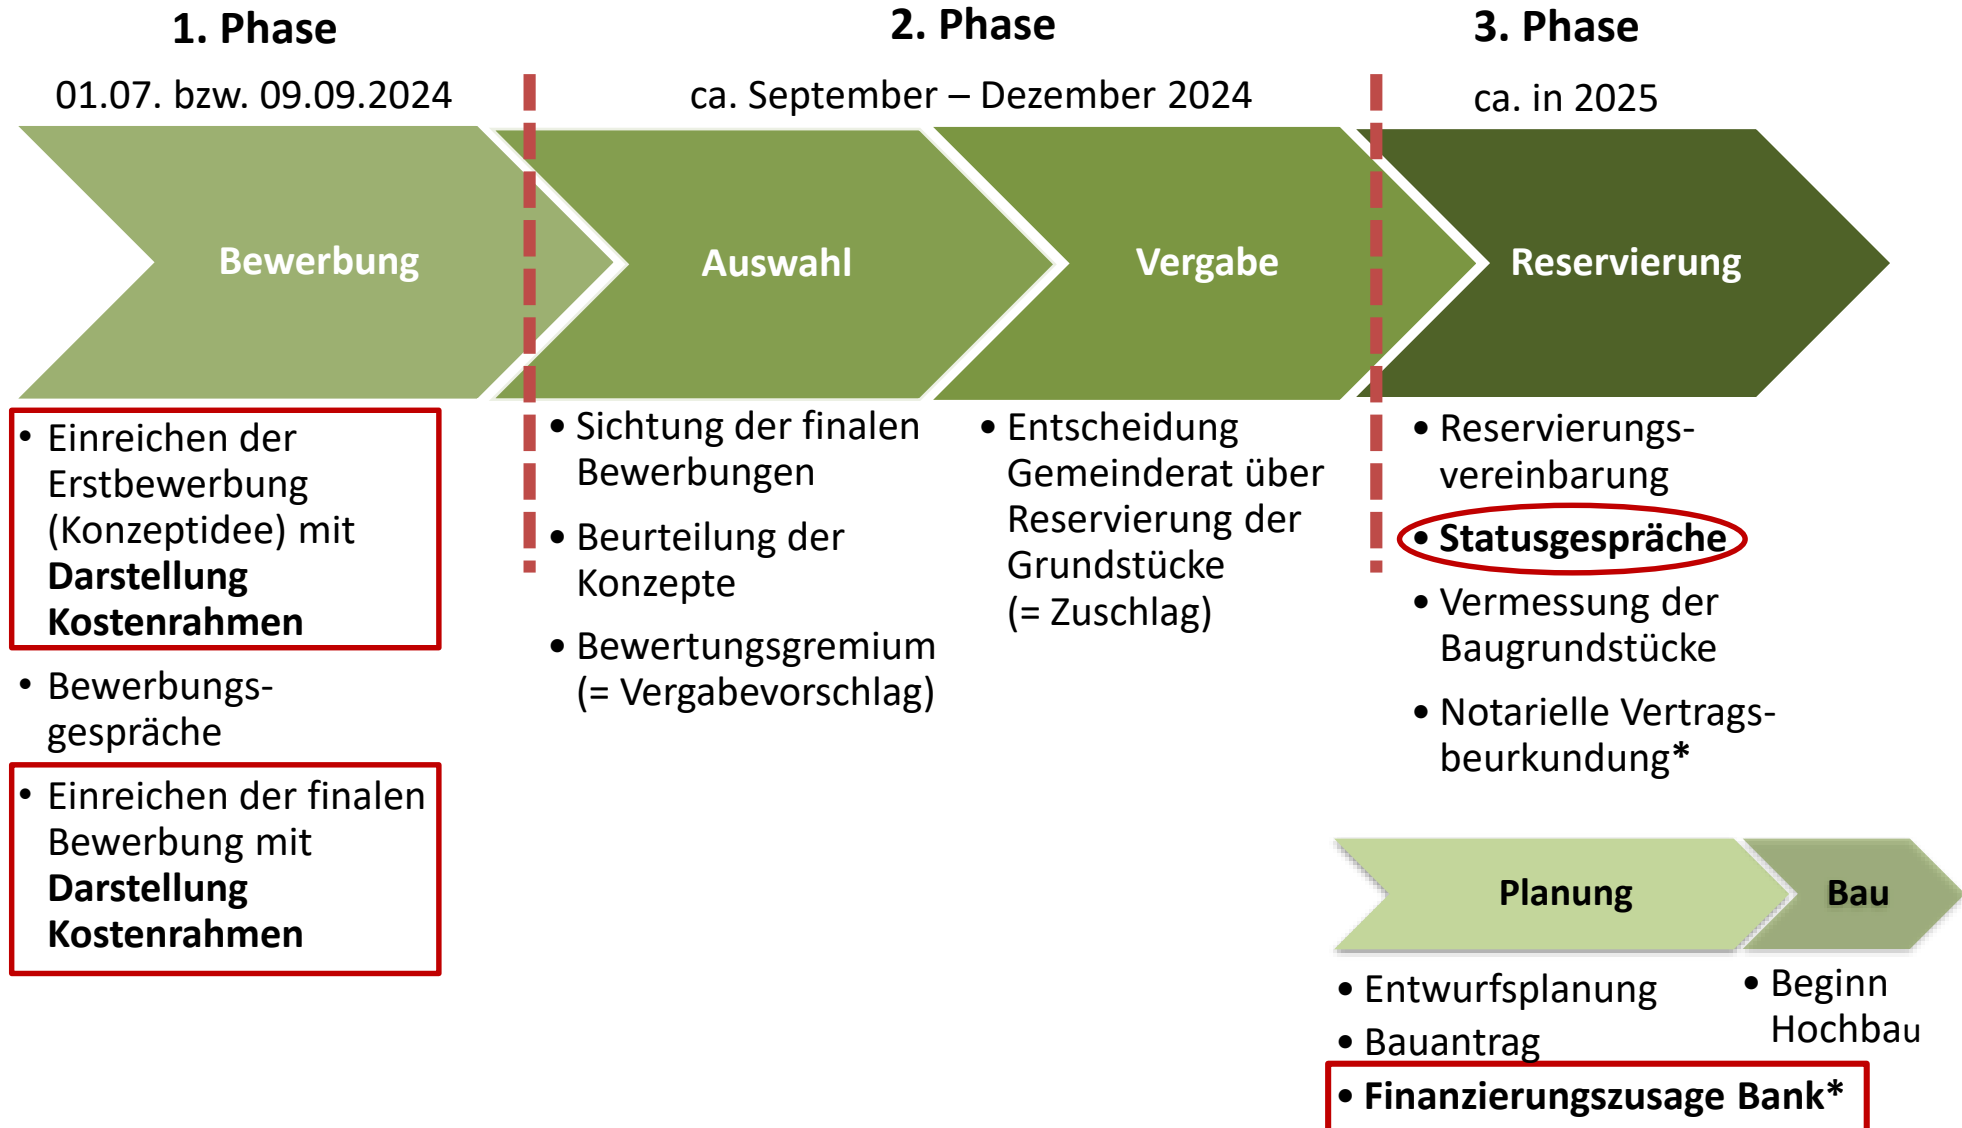 1. Phase
01.07. bzw. 09.09.2024
2. Phase
ca. September – Dezember 2024
3. Phase
ca. in 2025
Bewerbung
Auswahl
Vergabe
Reservierung
• Einreichen der
Erstbewerbung
(Konzeptidee) mit
Darstellung
Kostenrahmen
• Bewerbungs-
gespräche
• Einreichen der finalen
Bewerbung mit
Darstellung
Kostenrahmen
• Sichtung der finalen
Bewerbungen
• Beurteilung der
Konzepte
• Bewertungsgremium
(= Vergabevorschlag)
• Entscheidung
Gemeinderat über
Reservierung der
Grundstücke
(= Zuschlag)
• Reservierungs-
vereinbarung
• Statusgespräche
• Vermessung der
Baugrundstücke
• Notarielle Vertrags-
beurkundung*
Planung
Bau
• Entwurfsplanung
• Bauantrag
• Finanzierungszusage Bank*
• Beginn
Hochbau